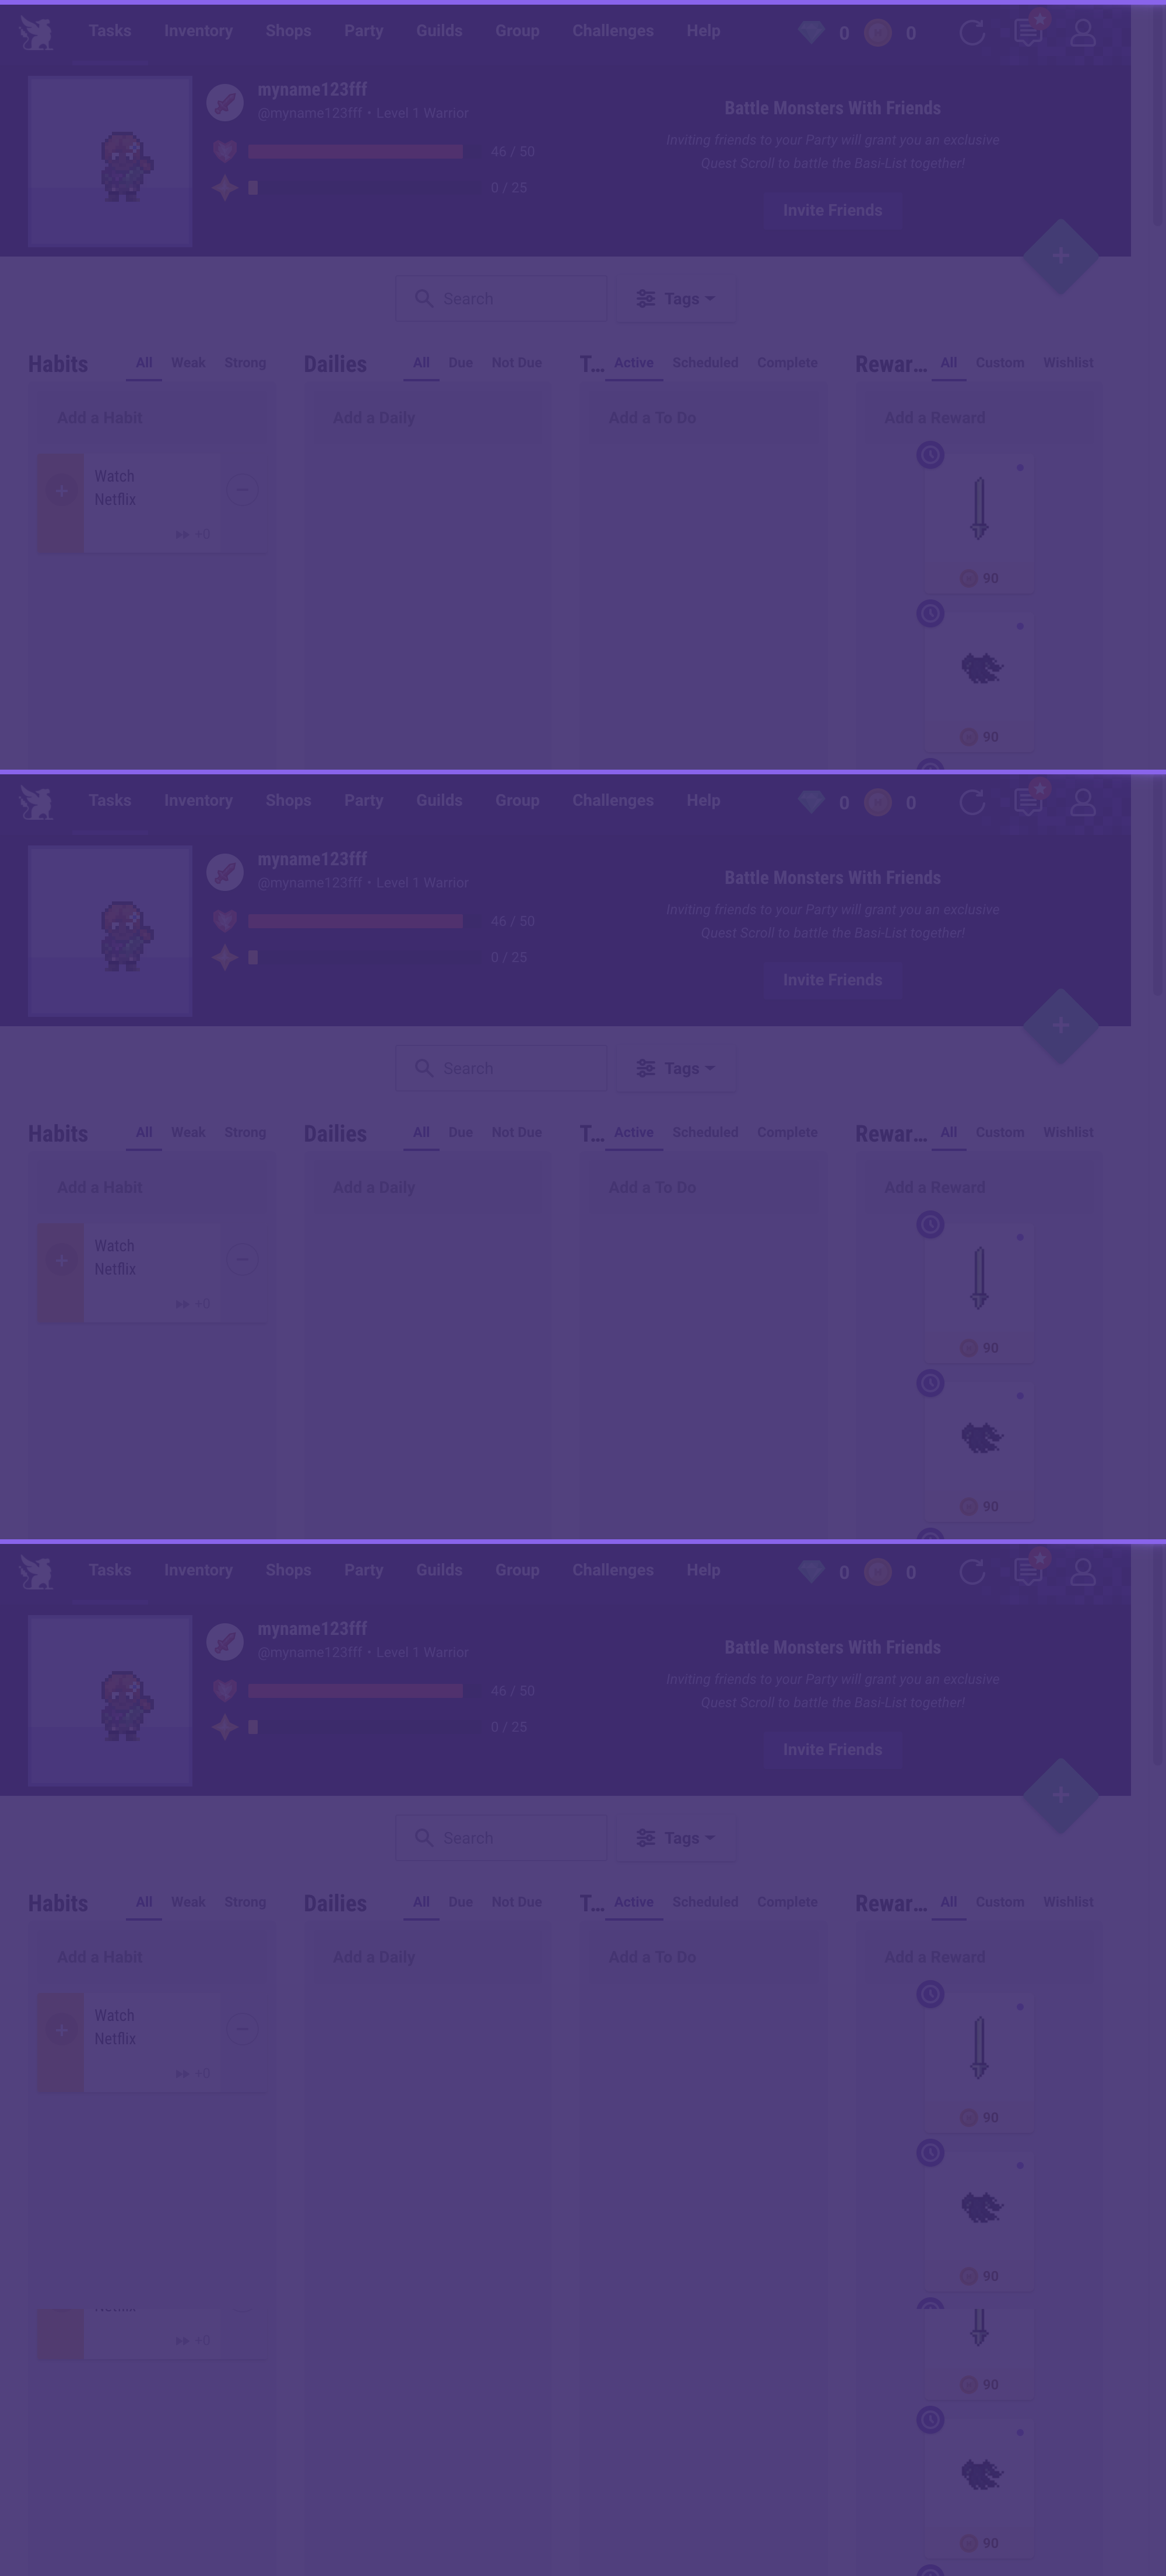 Tasks Inventory Shops Party Guilds Group Challenges Help 0 0
myname123fff
@myname123fff • Level 1 Warrior
46 / 50
0 / 25
Battle Monsters With Friends
Inviting friends to your Party will grant you an exclusive
Quest Scroll to battle the Basi-List together!
Invite Friends
Search Tags
Habits All Weak Strong
Add a Habit
Watch
Netflix
+0
Dailies All Due Not Due
Add a Daily
T... Active Scheduled Complete
Add a To Do
Rewar... All Custom Wishlist
Add a Reward
90
90
Tasks Inventory Shops Party Guilds Group Challenges Help 0 0
myname123fff
@myname123fff • Level 1 Warrior
46 / 50
0 / 25
Battle Monsters With Friends
Inviting friends to your Party will grant you an exclusive
Quest Scroll to battle the Basi-List together!
Invite Friends
Search Tags
Habits All Weak Strong
Add a Habit
Watch
Netflix
+0
Dailies All Due Not Due
Add a Daily
T... Active Scheduled Complete
Add a To Do
Rewar... All Custom Wishlist
Add a Reward
90
90
Tasks Inventory Shops Party Guilds Group Challenges Help 0 0
myname123fff
@myname123fff • Level 1 Warrior
46 / 50
0 / 25
Battle Monsters With Friends
Inviting friends to your Party will grant you an exclusive
Quest Scroll to battle the Basi-List together!
Invite Friends
Search Tags
Habits All Weak Strong
Add a Habit
Watch
Netflix
+0
+0
Dailies All Due Not Due
Add a Daily
T... Active Scheduled Complete
Add a To Do
Rewar... All Custom Wishlist
Add a Reward
90
90
90
90